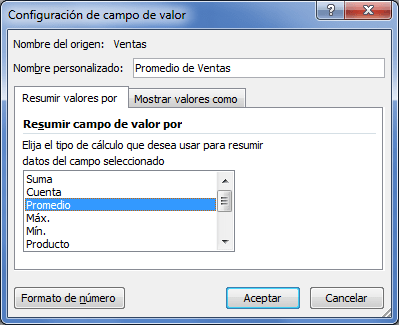 Configuración de campo de valor
Nombre del origen: Ventas
Nombre personalizado: Promedio de Ventas
Resumir valores por Mostrar valores como
Resumir campo de valor por
Elija el tipo de cálculo que desea usar para resumir
datos del campo seleccionado
Suma
Cuenta
Promedio
Máx.
Mín.
Producto
Formato de número Aceptar Cancelar